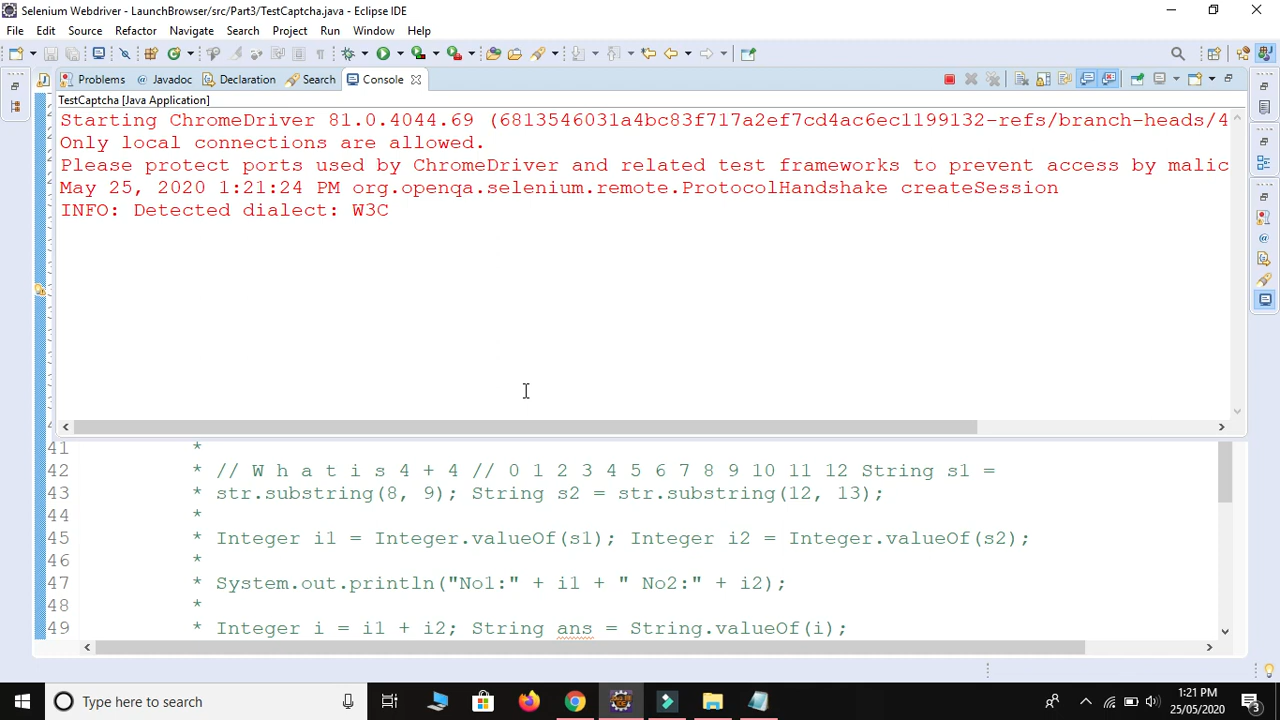 Selenium Webdriver - LaunchBrowser/src/Part3/TestCaptcha.java - Eclipse IDE
File Edit Source Refactor Navigate Search Project Run Window Help
Problems @ Javadoc Declaration Search Console
TestCaptcha [Java Application]
Starting ChromeDriver 81.0.4044.69 (6813546031a4bc83f717a2ef7cd4ac6ec1199132-refs/branch-heads/4
Only local connections are allowed.
Please protect ports used by ChromeDriver and related test frameworks to prevent access by malic
May 25, 2020 1:21:24 PM org.openqa.selenium.remote.ProtocolHandshake createSession
INFO: Detected dialect: W3C
41 *
42 * // W h a t i s 4 + 4 // 0 1 2 3 4 5 6 7 8 9 10 11 12 String s1 =
43 * str.substring(8, 9); String s2 = str.substring(12, 13);
44 *
45 * Integer i1 = Integer.valueOf(s1); Integer i2 = Integer.valueOf(s2);
46 *
47 * System.out.println("No1:" + i1 + " No2:" + i2);
48 *
49 * Integer i = i1 + i2; String ans = String.valueOf(i);
Type here to search
1:21 PM
25/05/2020
3